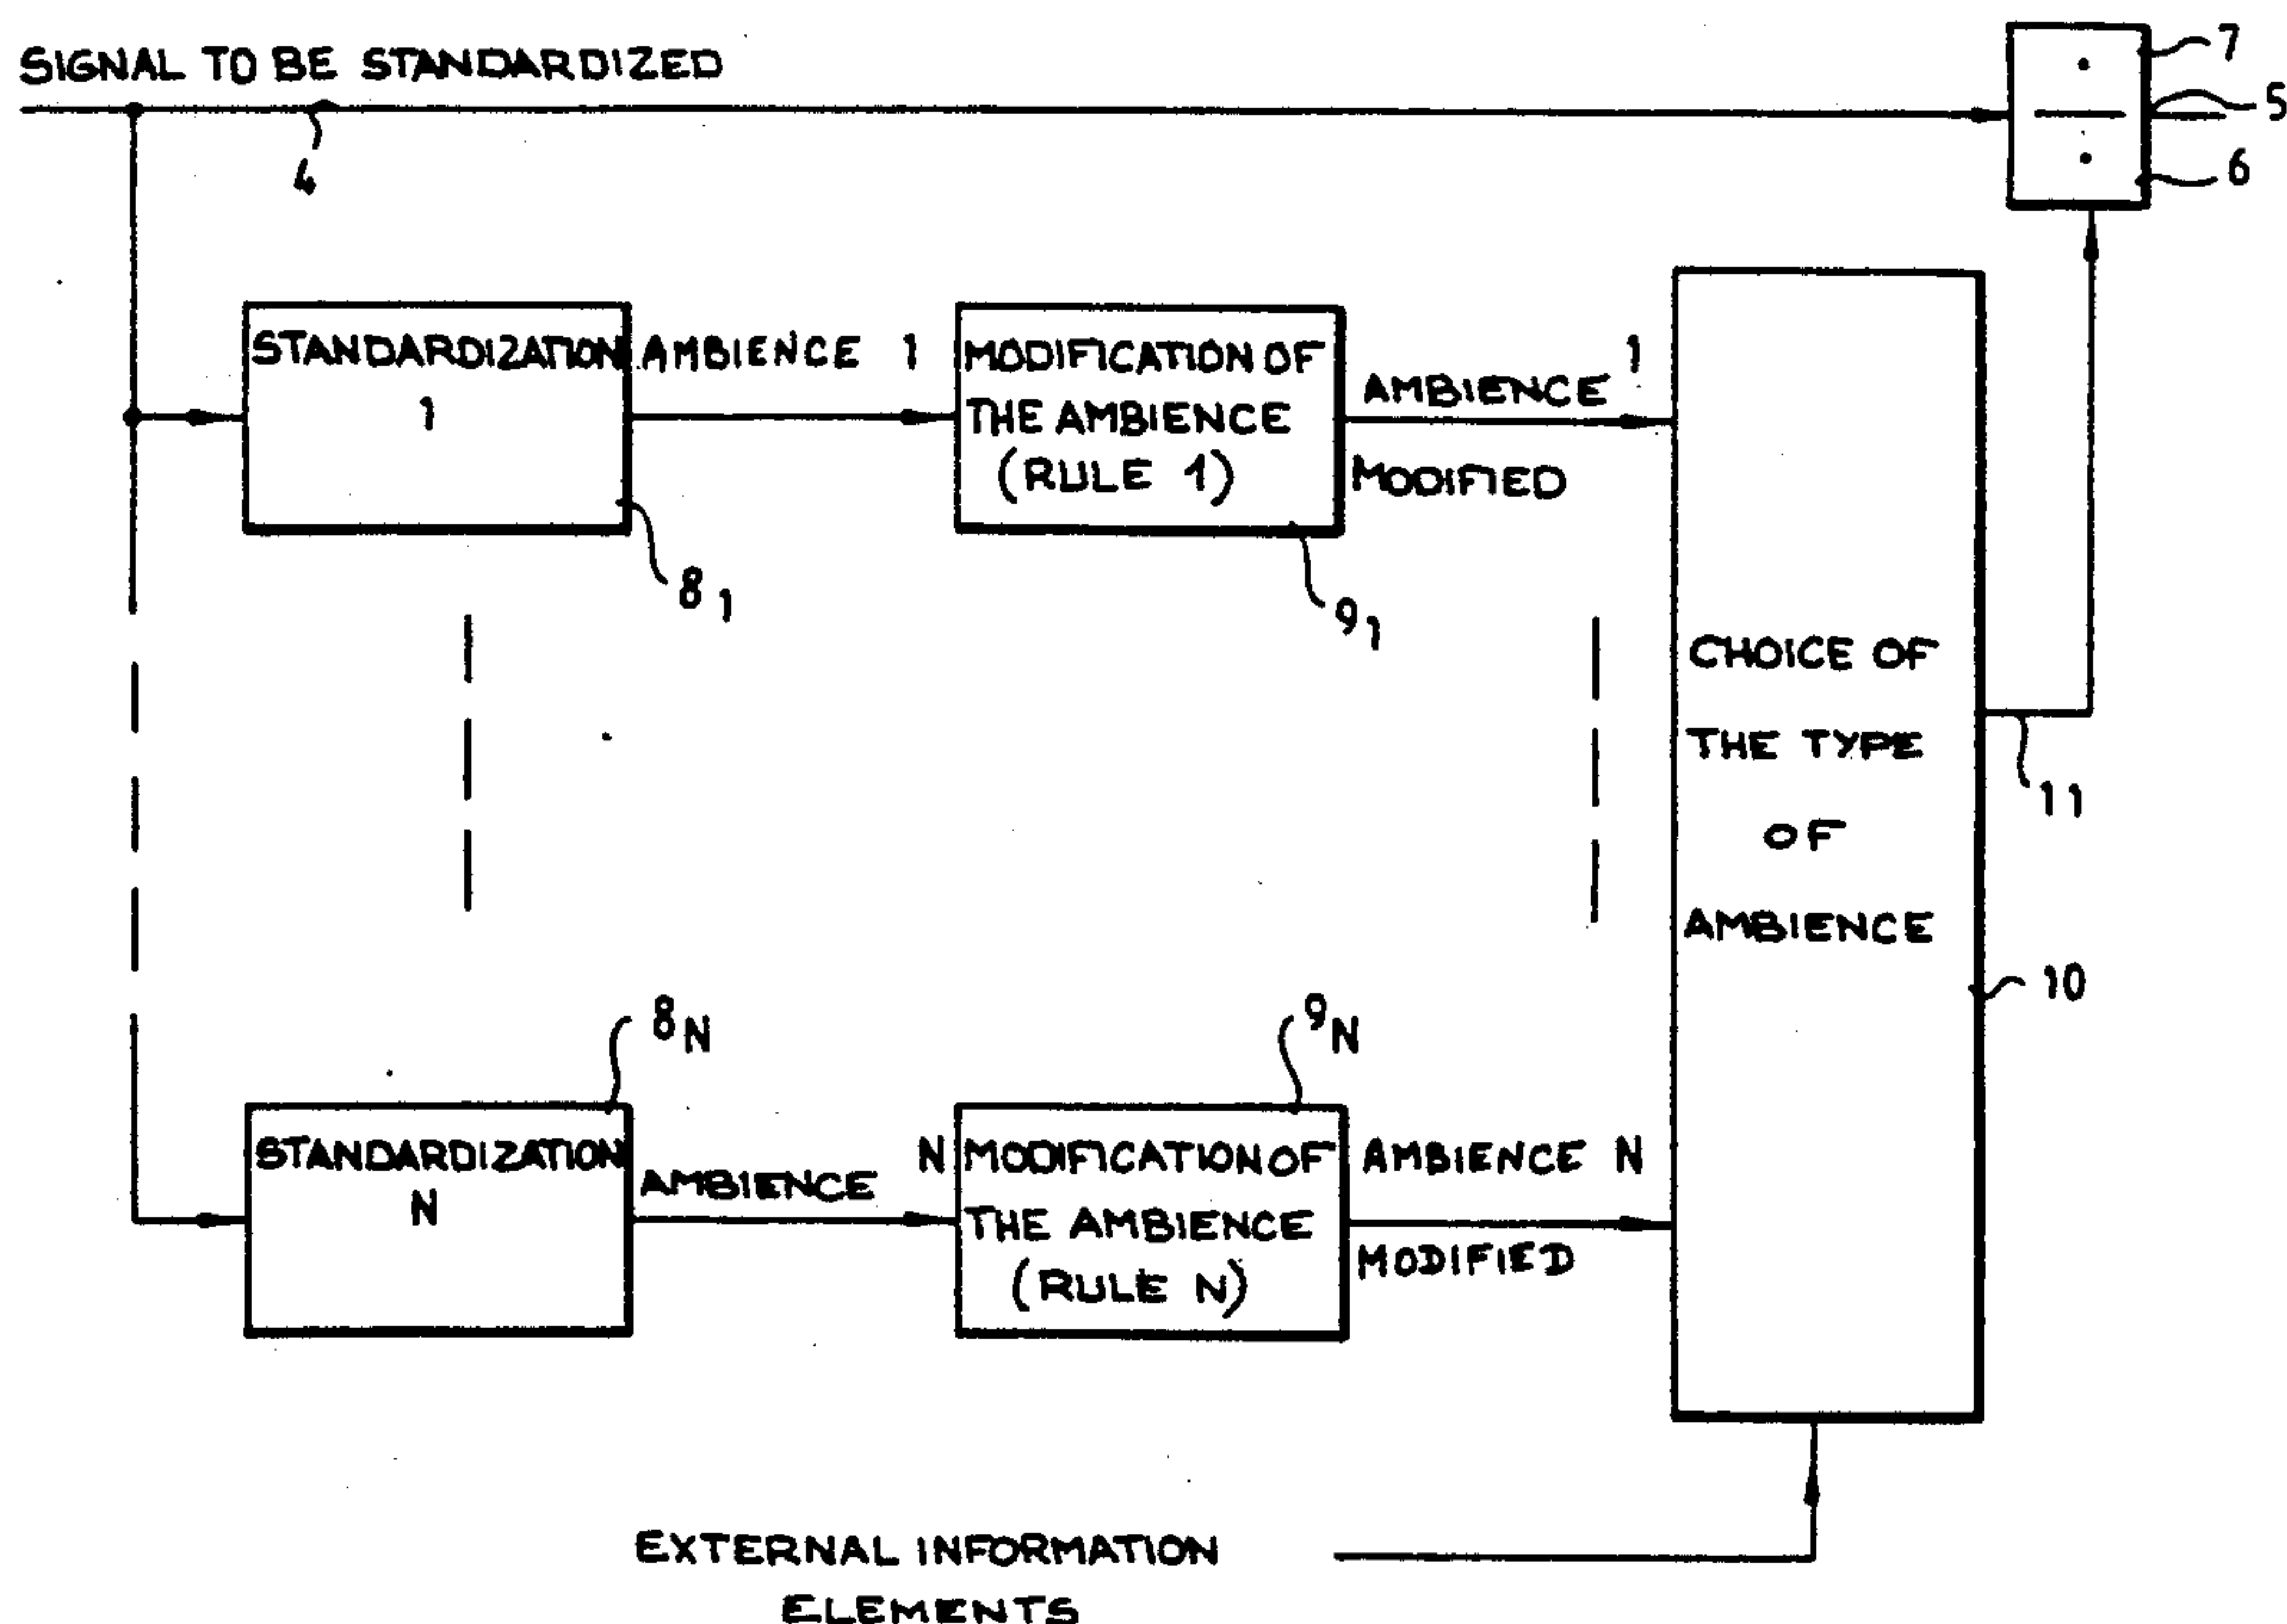 SIGNAL TO BE STANDARDIZED
7
5
6
4
STANDARDIZATION
1
AMBIENCE 1
MODIFICATION OF
THE AMBIENCE
(RULE 1)
AMBIENCE 1
MODIFIED
8 1
9 1
CHOICE OF
THE TYPE
OF
AMBIENCE
11
10
8 N
9 N
STANDARDIZATION
N
AMBIENCE N
MODIFICATION OF
THE AMBIENCE
(RULE N)
AMBIENCE N
MODIFIED
EXTERNAL INFORMATION
ELEMENTS